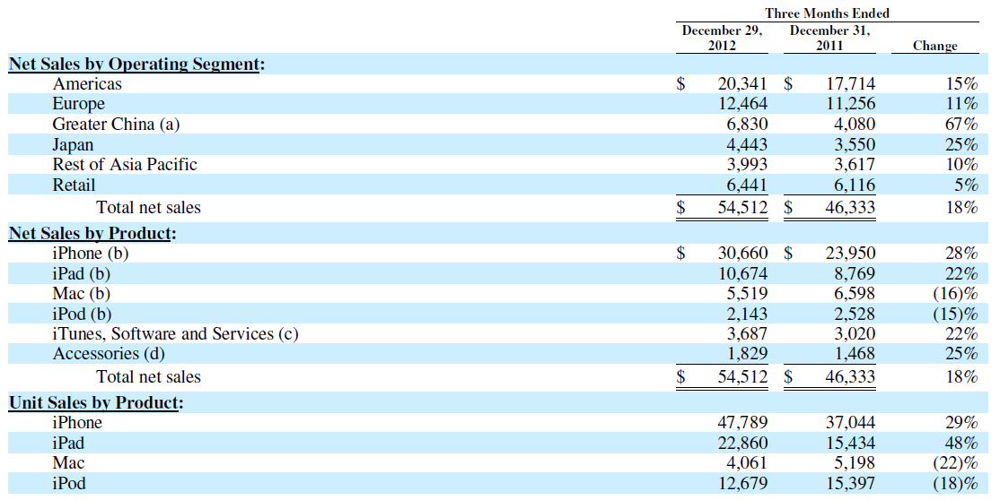 Three Months Ended
December 29, December 31,
2012 2011 Change
Net Sales by Operating Segment:
Americas $ 20,341 $ 17,714 15%
Europe 12,464 11,256 11%
Greater China (a) 6,830 4,080 67%
Japan 4,443 3,550 25%
Rest of Asia Pacific 3,993 3,617 10%
Retail 6,441 6,116 5%
Total net sales $ 54,512 $ 46,333 18%
Net Sales by Product:
iPhone (b) $ 30,660 $ 23,950 28%
iPad (b) 10,674 8,769 22%
Mac (b) 5,519 6,598 (16)%
iPod (b) 2,143 2,528 (15)%
iTunes, Software and Services (c) 3,687 3,020 22%
Accessories (d) 1,829 1,468 25%
Total net sales $ 54,512 $ 46,333 18%
Unit Sales by Product:
iPhone 47,789 37,044 29%
iPad 22,860 15,434 48%
Mac 4,061 5,198 (22)%
iPod 12,679 15,397 (18)%